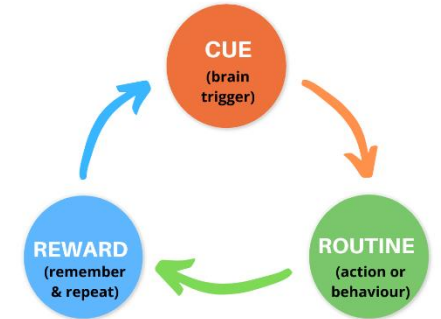 CUE
(brain
trigger)
REWARD
(remember
& repeat)
ROUTINE
(action or
behaviour)